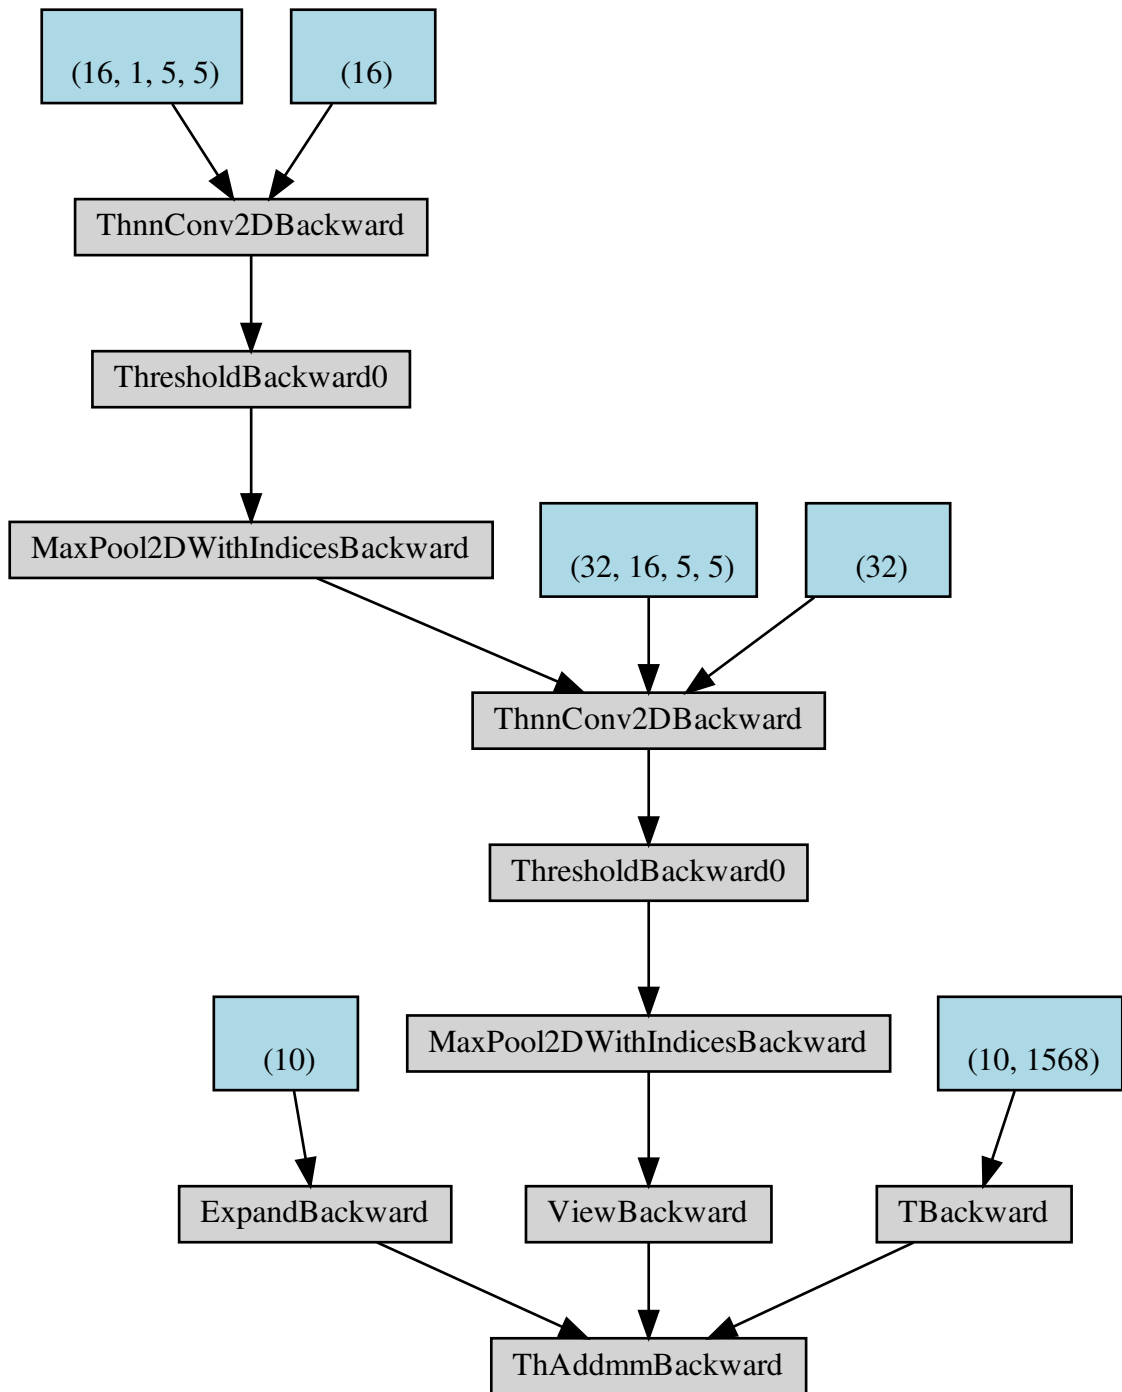 (16, 1, 5, 5)
(16)
ThnnConv2DBackward
ThresholdBackward0
MaxPool2DWithIndicesBackward
(32, 16, 5, 5)
(32)
ThnnConv2DBackward
ThresholdBackward0
(10)
MaxPool2DWithIndicesBackward
(10, 1568)
ExpandBackward
ViewBackward
TBackward
ThAddmmBackward